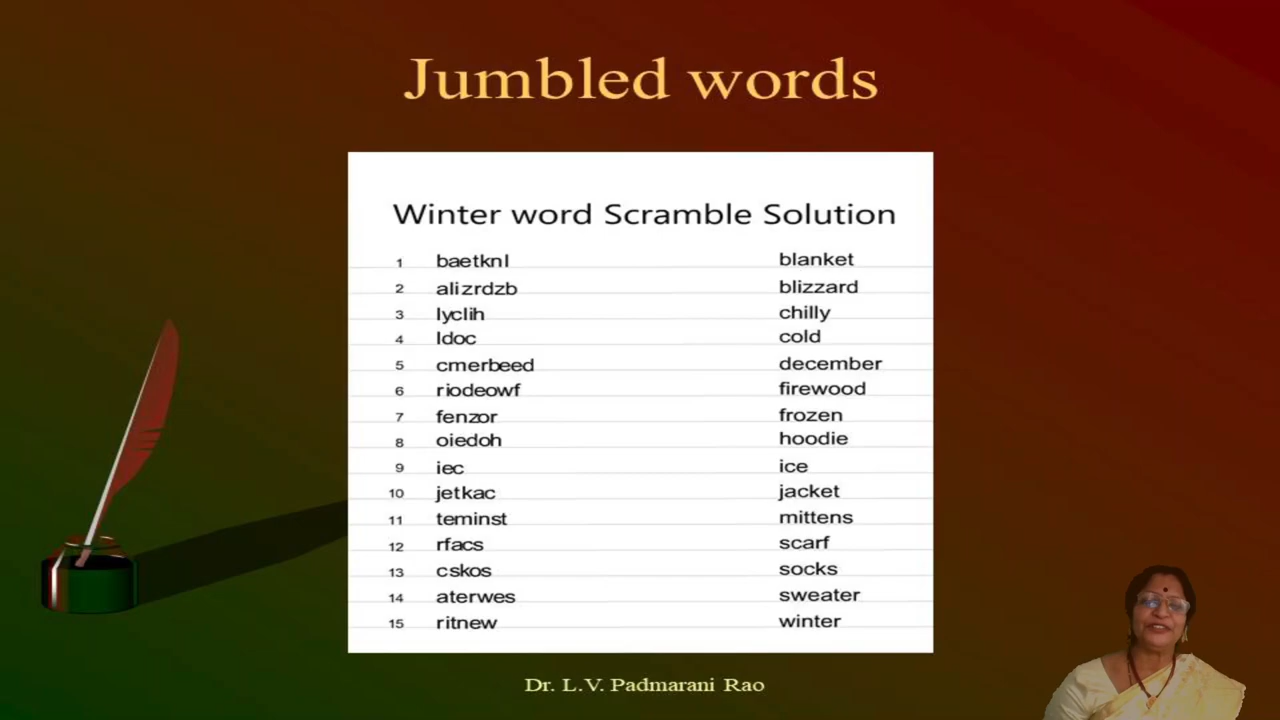 Jumbled words
Winter word Scramble Solution
1 baetknl blanket
2 alizrdzb blizzard
3 lyclih chilly
4 ldoc cold
5 cmerbeed december
6 riodeowf firewood
7 fenzor frozen
8 oiedoh hoodie
9 iec ice
10 jetkac jacket
11 teminst mittens
12 rfacs scarf
13 cskos socks
14 aterwes sweater
15 ritnew winter
Dr. L.V. Padmarani Rao